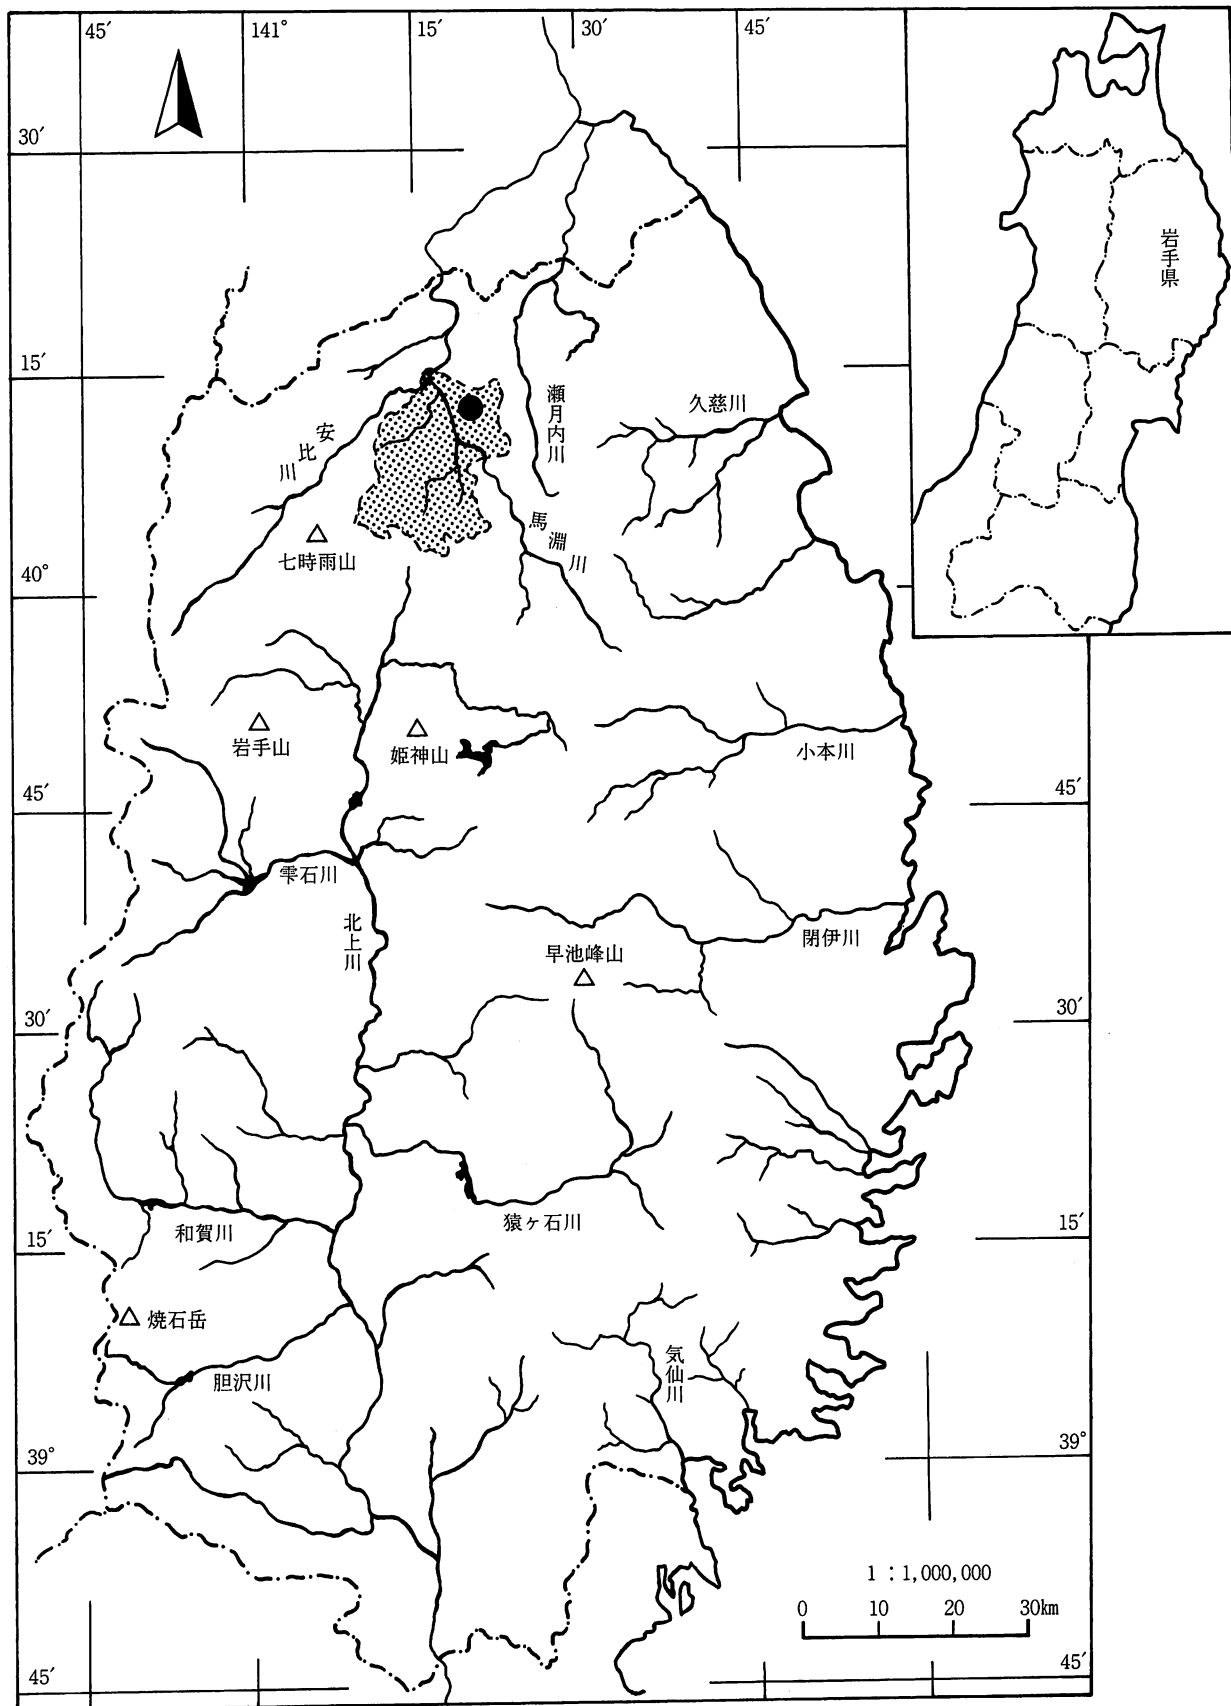 45′
141°
15′
30′
45′
30′
岩手県
15′
瀬月内川
久慈川
安比川
馬淵川
七時雨山
40°
岩手山
姫神山
小本川
45′
45′
雫石川
北上川
閉伊川
早池峰山
30′
30′
猿ヶ石川
和賀川
15′
15′
焼石岳
気仙川
胆沢川
39°
39°
1：1,000,000
0 10 20 30km
45′
45′